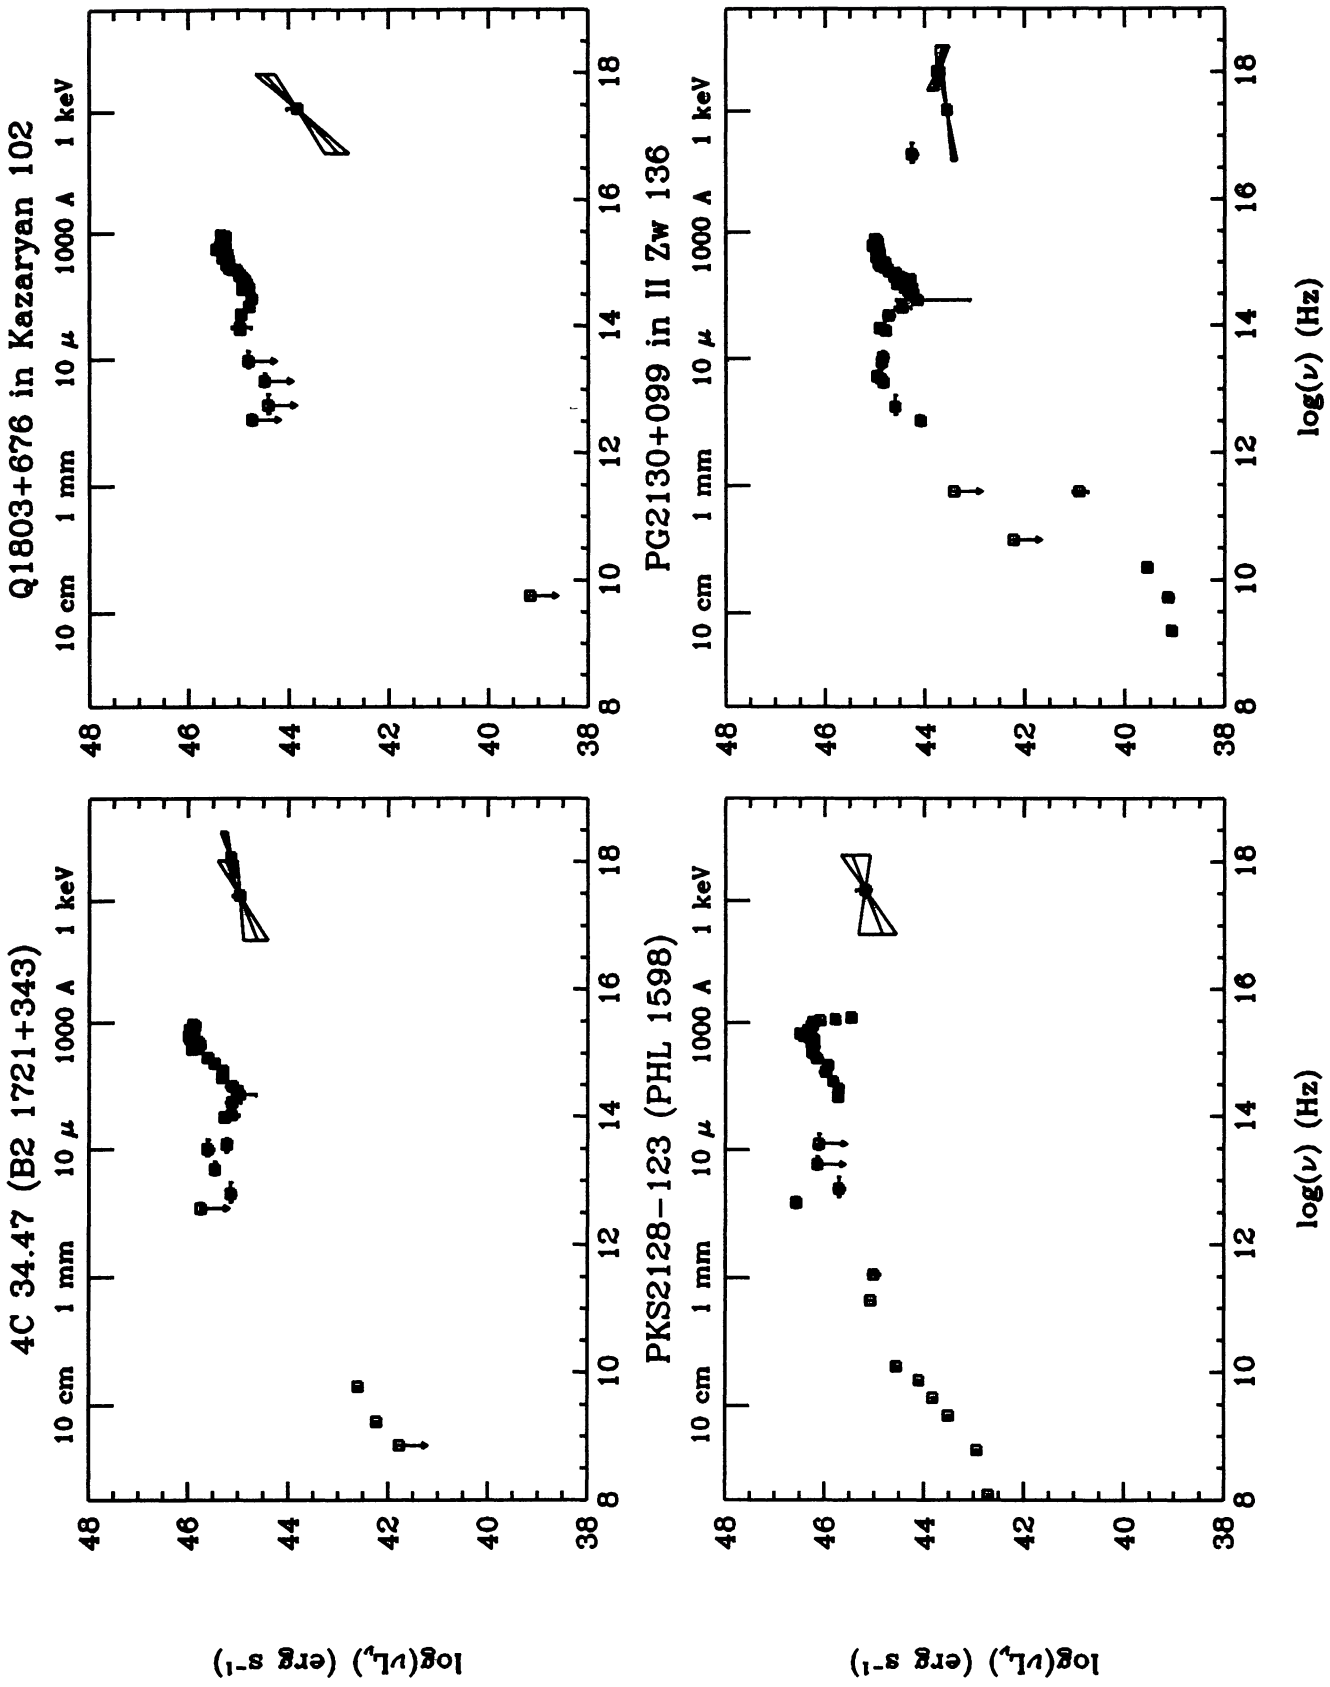 4C 34.47 (B2 1721+343)
10 cm 1 mm 10 μ 1000 A 1 keV
48
46
44
42
40
38
8 10 12 14 16 18
log(νLν) (erg s⁻¹)
Q1803+676 in Kazaryan 102
10 cm 1 mm 10 μ 1000 A 1 keV
48
46
44
42
40
38
8 10 12 14 16 18
PKS2128−123 (PHL 1598)
10 cm 1 mm 10 μ 1000 A 1 keV
48
46
44
42
40
38
8 10 12 14 16 18
log(νLν) (erg s⁻¹)
log(ν) (Hz)
PG2130+099 in II Zw 136
10 cm 1 mm 10 μ 1000 A 1 keV
48
46
44
42
40
38
8 10 12 14 16 18
log(ν) (Hz)